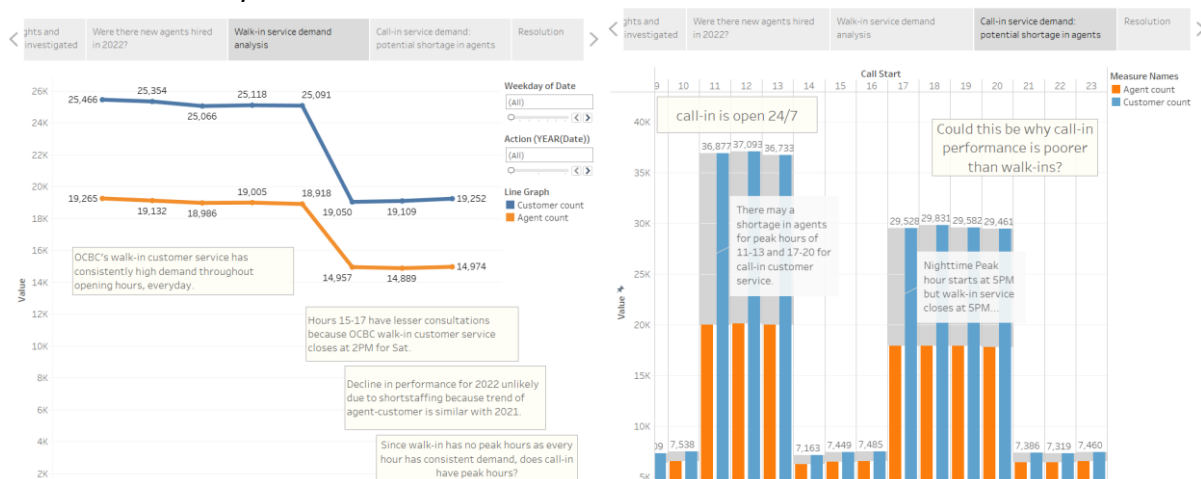 ghts and
investigated
Were there new agents hired
in 2022?
Walk-in service demand
analysis
Call-in service demand:
potential shortage in agents
Resolution
26K
24K
22K
20K
18K
16K
14K
12K
10K
8K
6K
4K
2K
Value
25,466
25,354
25,066
25,118
25,091
19,050
19,109
19,252
19,265
19,132
18,986
19,005
18,918
14,957
14,889
14,974
OCBC's walk-in customer service has
consistently high demand throughout
opening hours, everyday.
Hours 15-17 have lesser consultations
because OCBC walk-in customer service
closes at 2PM for Sat.
Decline in performance for 2022 unlikely
due to shortstaffing because trend of
agent-customer is similar with 2021.
Since walk-in has no peak hours as every
hour has consistent demand, does call-in
have peak hours?
Weekday of Date
(All)
Action (YEAR(Date))
(All)
Line Graph
Customer count
Agent count
ghts and
investigated
Were there new agents hired
in 2022?
Walk-in service demand
analysis
Call-in service demand:
potential shortage in agents
Resolution
Call Start
9 10 11 12 13 14 15 16 17 18 19 20 21 22 23
Measure Names
Agent count
Customer count
40K
35K
30K
25K
20K
15K
10K
5K
Value
call-in is open 24/7
Could this be why call-in
performance is poorer
than walk-ins?
36,877 37,093 36,733
There may a
shortage in agents
for peak hours of
11-13 and 17-20 for
call-in customer
service.
29,528 29,831 29,582 29,461
Nighttime Peak
hour starts at 5PM
but walk-in service
closes at 5PM...
09 7,538
7,163 7,449 7,485
7,386 7,319 7,460